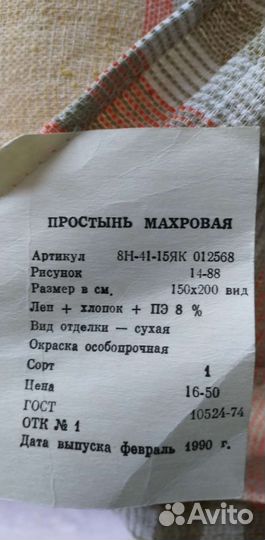 ПРОСТЫНЬ МАХРОВАЯ
Артикул 8Н-41-15ЯК 012568
Рисунок 14-88
Размер в см. 150х200 вид
Лен + хлопок + ПЭ 8 %
Вид отделки — сухая
Окраска особопрочная
Сорт 1
Цена 16-50
ГОСТ 10524-74
ОТК № 1
Дата выпуска февраль 1990 г.
Avito